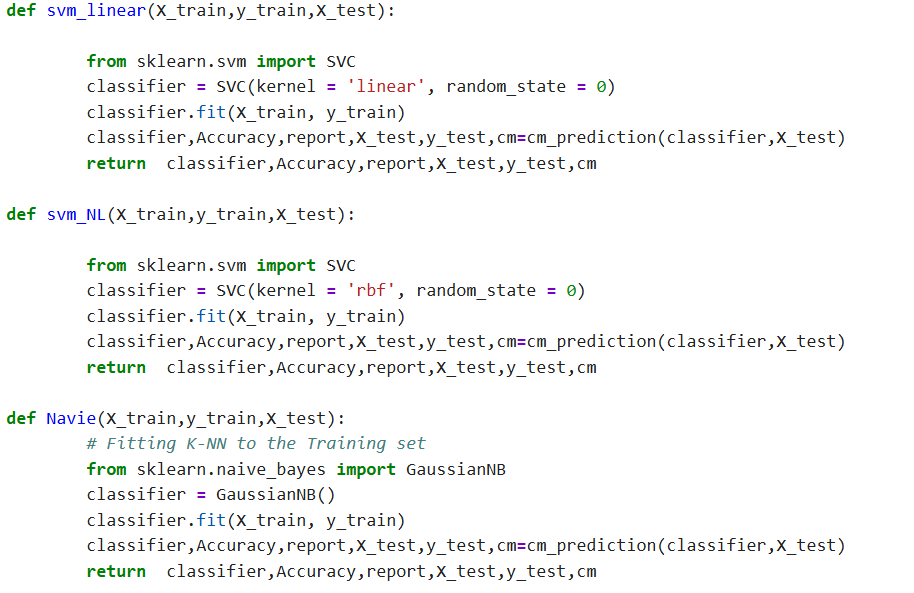 def svm_linear(X_train,y_train,X_test):
from sklearn.svm import SVC
classifier = SVC(kernel = 'linear', random_state = 0)
classifier.fit(X_train, y_train)
classifier,Accuracy,report,X_test,y_test,cm=cm_prediction(classifier,X_test)
return  classifier,Accuracy,report,X_test,y_test,cm
def svm_NL(X_train,y_train,X_test):
from sklearn.svm import SVC
classifier = SVC(kernel = 'rbf', random_state = 0)
classifier.fit(X_train, y_train)
classifier,Accuracy,report,X_test,y_test,cm=cm_prediction(classifier,X_test)
return  classifier,Accuracy,report,X_test,y_test,cm
def Navie(X_train,y_train,X_test):
# Fitting K-NN to the Training set
from sklearn.naive_bayes import GaussianNB
classifier = GaussianNB()
classifier.fit(X_train, y_train)
classifier,Accuracy,report,X_test,y_test,cm=cm_prediction(classifier,X_test)
return  classifier,Accuracy,report,X_test,y_test,cm